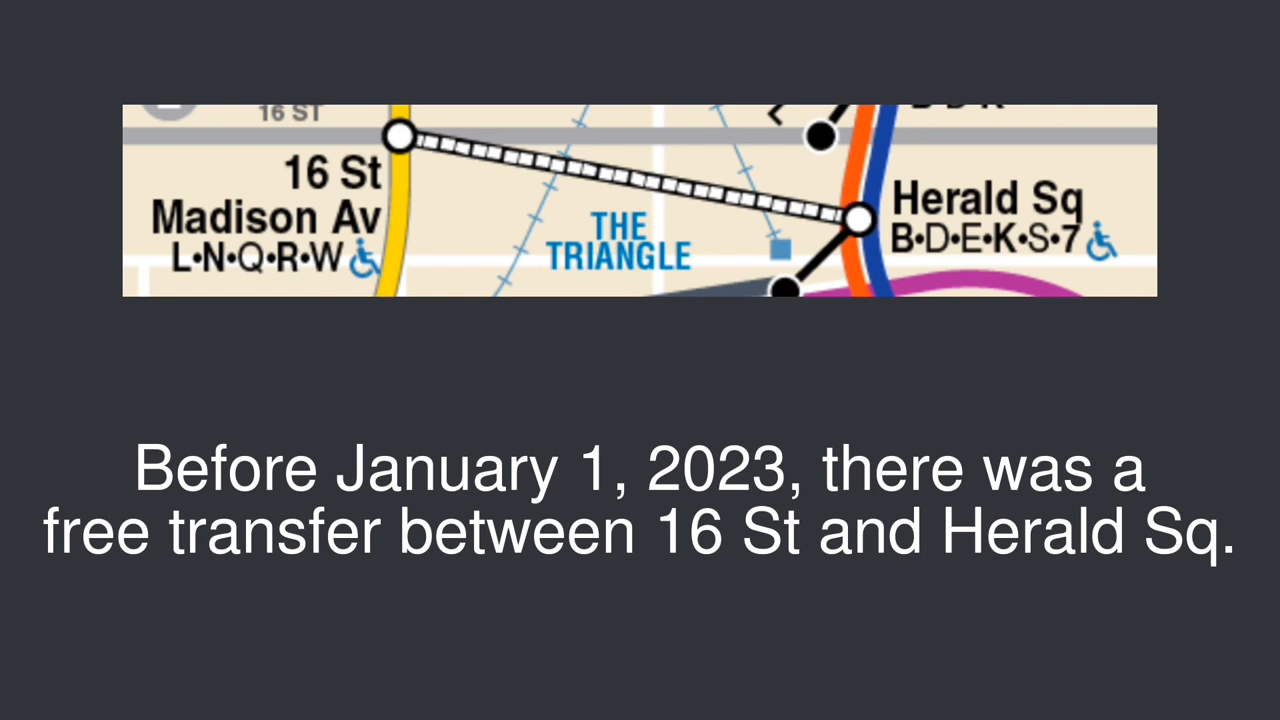 16 ST
16 St
Madison Av
L•N•Q•R•W
THE
TRIANGLE
Herald Sq
B•D•E•K•S•7
Before January 1, 2023, there was a
free transfer between 16 St and Herald Sq.